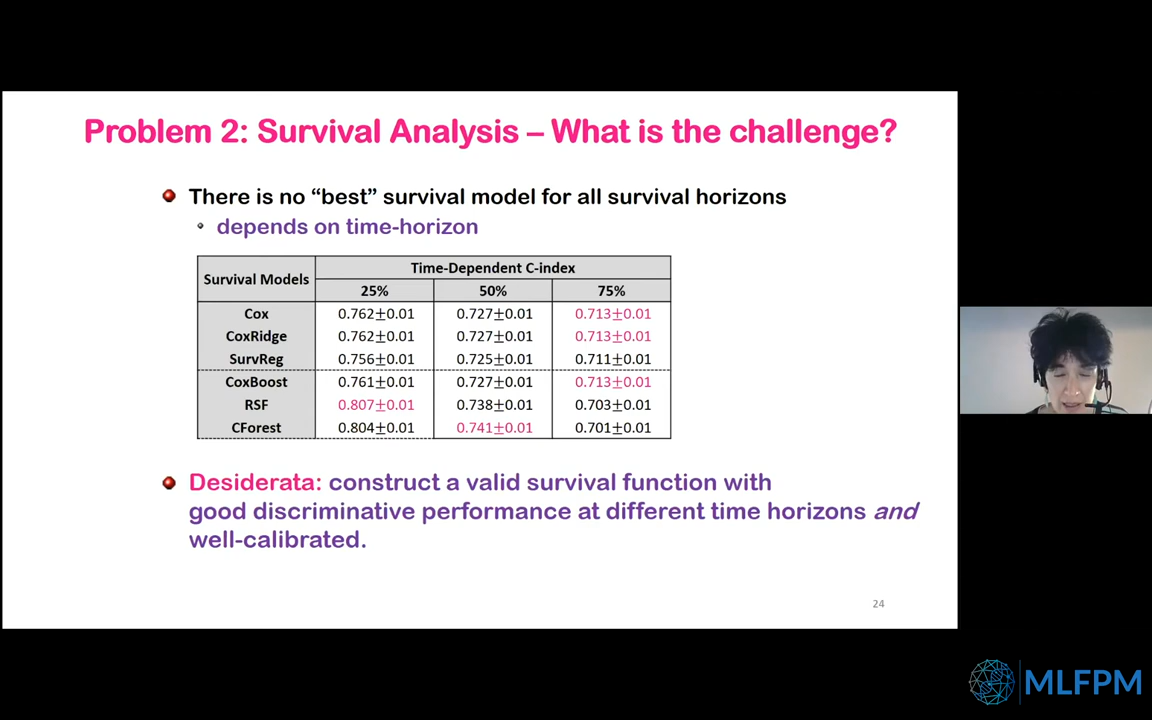 Problem 2: Survival Analysis – What is the challenge?
There is no “best” survival model for all survival horizons
depends on time-horizon
Survival Models Time-Dependent C-index
25% 50% 75%
Cox 0.762±0.01 0.727±0.01 0.713±0.01
CoxRidge 0.762±0.01 0.727±0.01 0.713±0.01
SurvReg 0.756±0.01 0.725±0.01 0.711±0.01
CoxBoost 0.761±0.01 0.727±0.01 0.713±0.01
RSF 0.807±0.01 0.738±0.01 0.703±0.01
CForest 0.804±0.01 0.741±0.01 0.701±0.01
Desiderata: construct a valid survival function with
good discriminative performance at different time horizons and
well-calibrated.
24
MLFPM